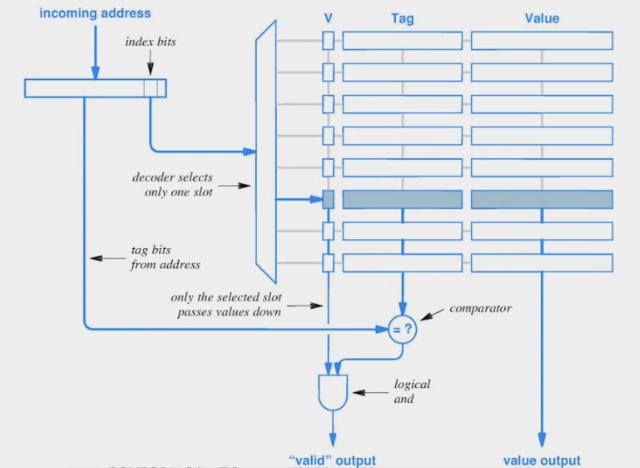 incoming address
index bits
V
Tag
Value
decoder selects
only one slot
tag bits
from address
only the selected slot
passes values down
comparator
= ?
logical
and
“valid” output
value output